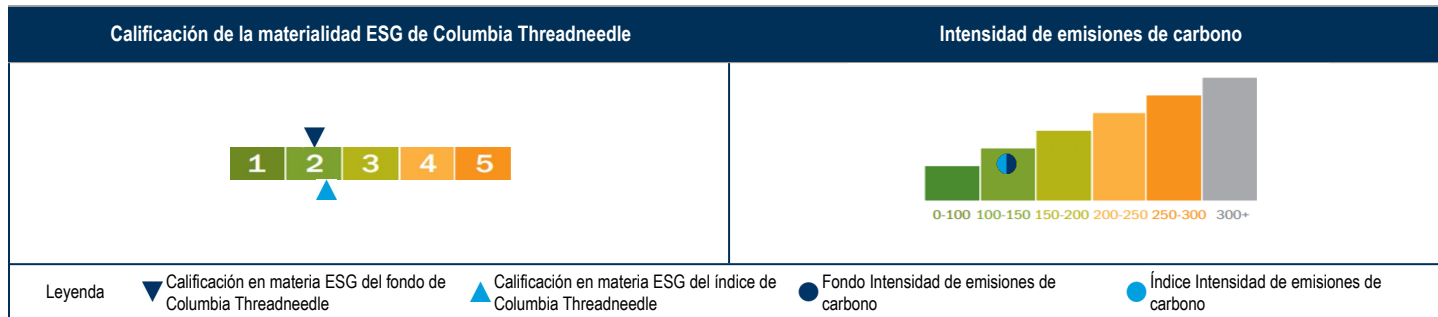 Calificación de la materialidad ESG de Columbia Threadneedle
Intensidad de emisiones de carbono
1 2 3 4 5
0-100 100-150 150-200 200-250 250-300 300+
Leyenda
Calificación en materia ESG del fondo de
Columbia Threadneedle
Calificación en materia ESG del índice de
Columbia Threadneedle
Fondo Intensidad de emisiones de
carbono
Índice Intensidad de emisiones de
carbono